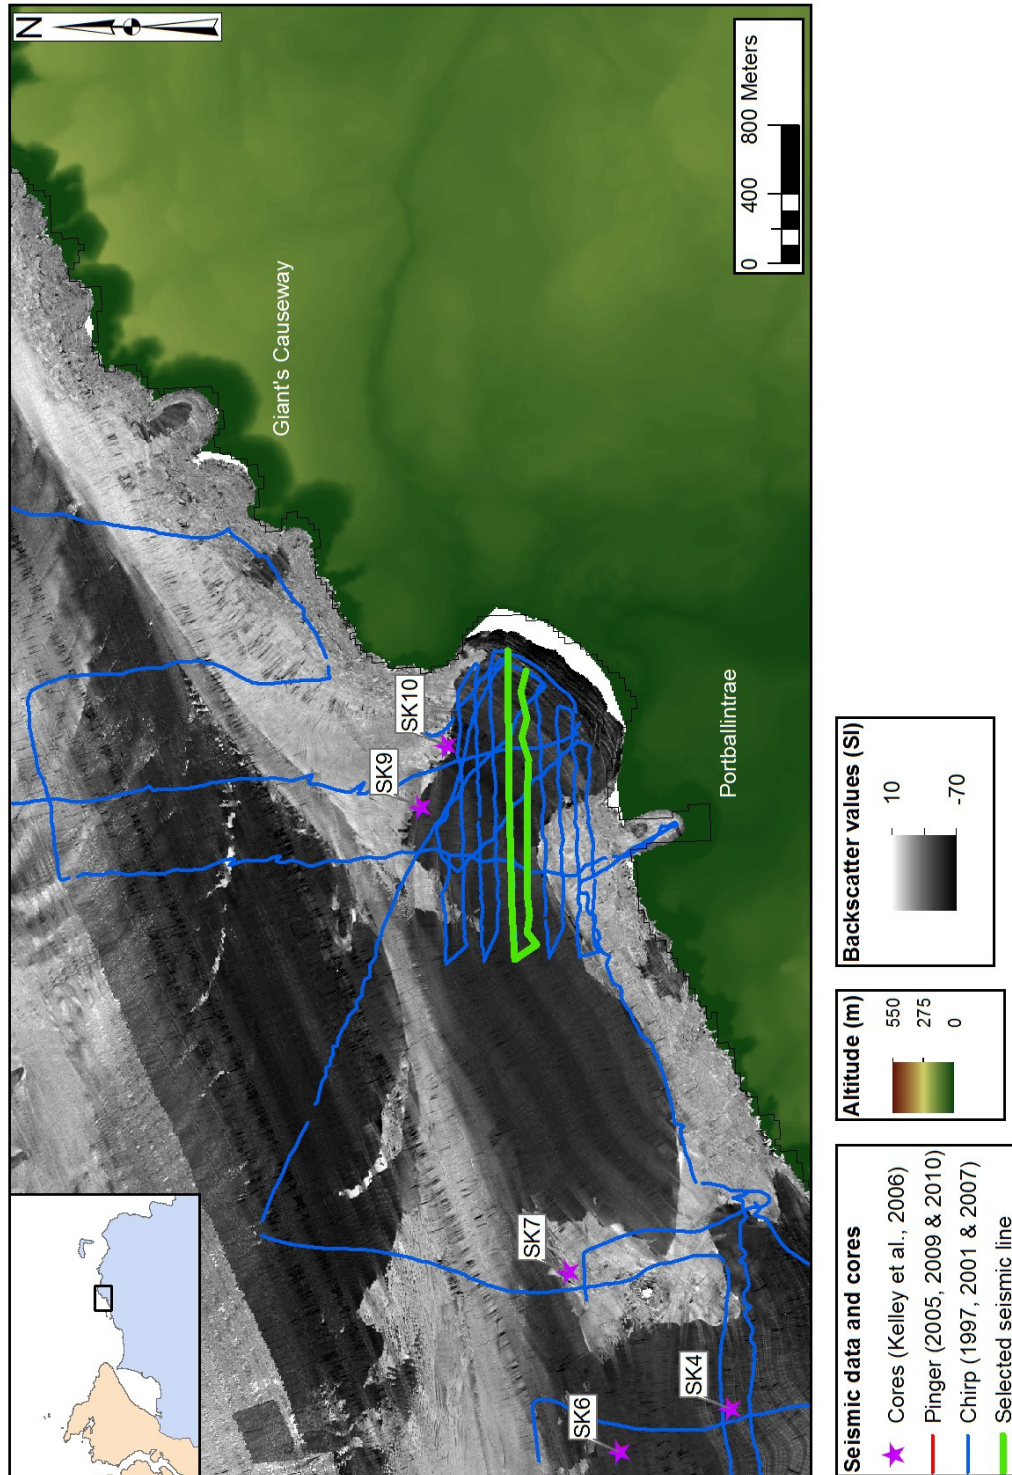 N
Giant's Causeway
SK10
SK9
Portballintrae
SK7
SK6
SK4
0 400 800 Meters
Seismic data and cores
Cores (Kelley et al., 2006)
Pinger (2005, 2009 & 2010)
Chirp (1997, 2001 & 2007)
Selected seismic line
Altitude (m)
550
275
0
Backscatter values (SI)
10
-70